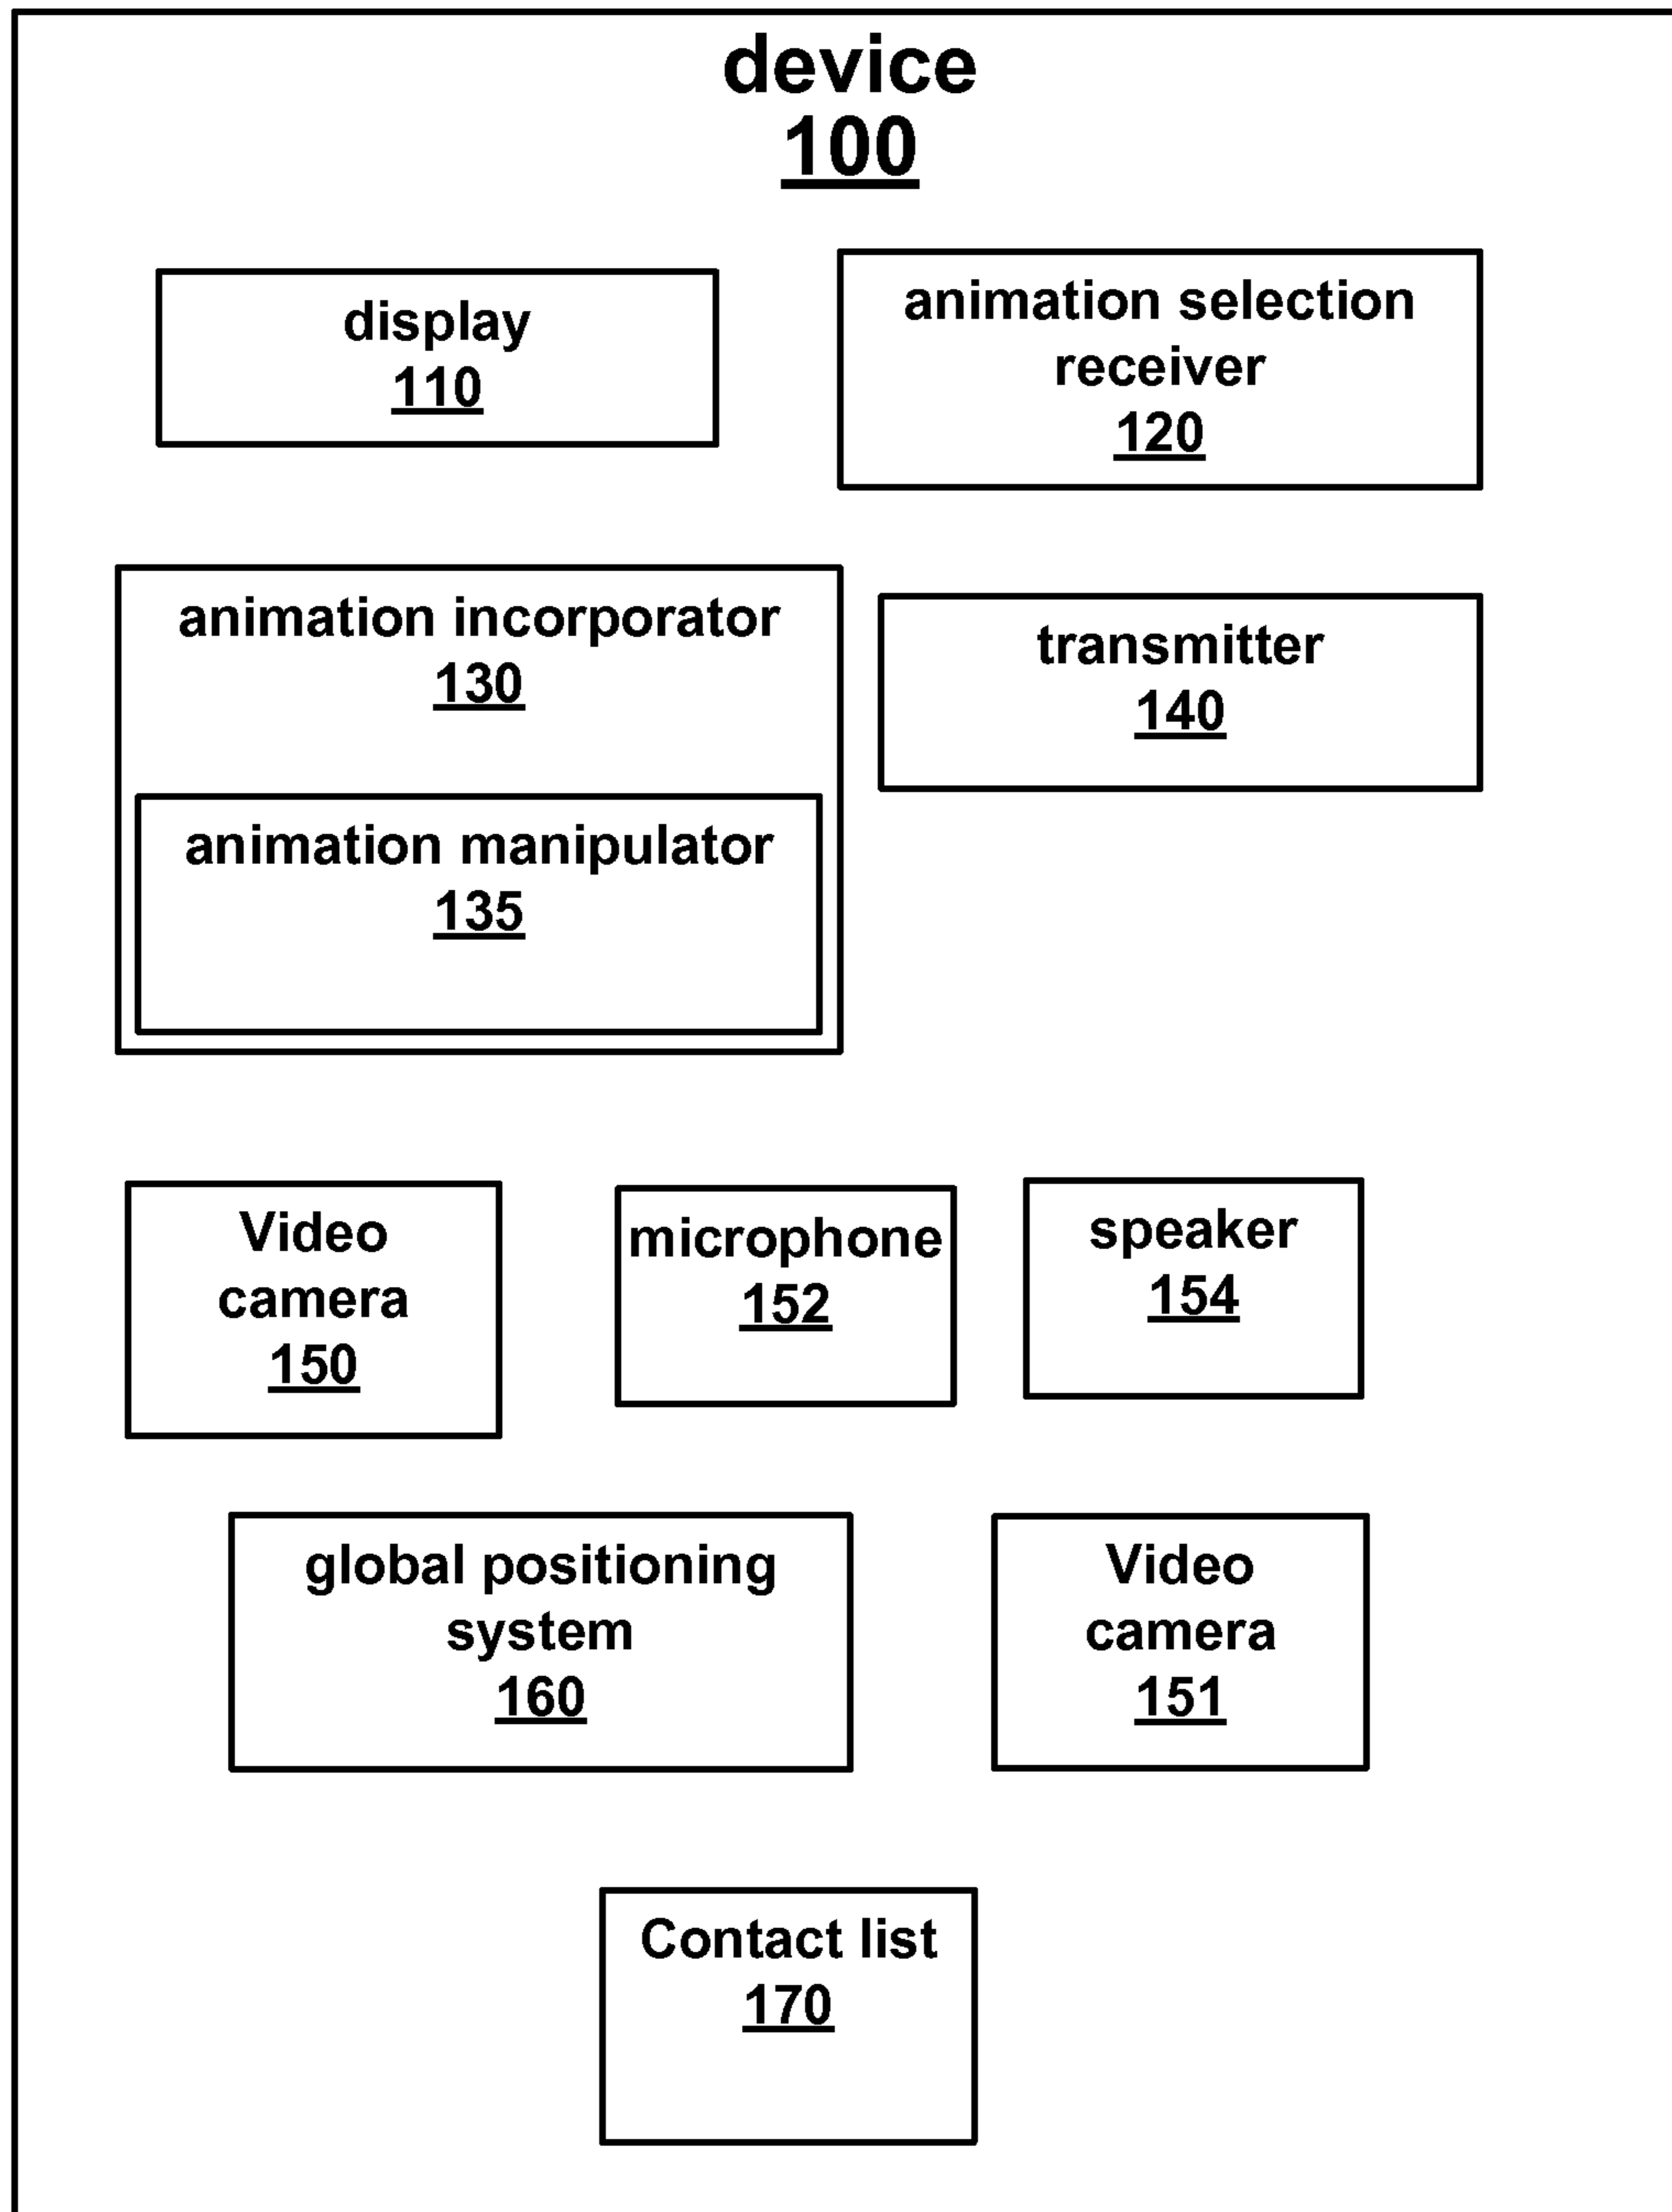 device
100
display
110
animation selection
receiver
120
animation incorporator
130
transmitter
140
animation manipulator
135
Video
camera
150
microphone
152
speaker
154
global positioning
system
160
Video
camera
151
Contact list
170